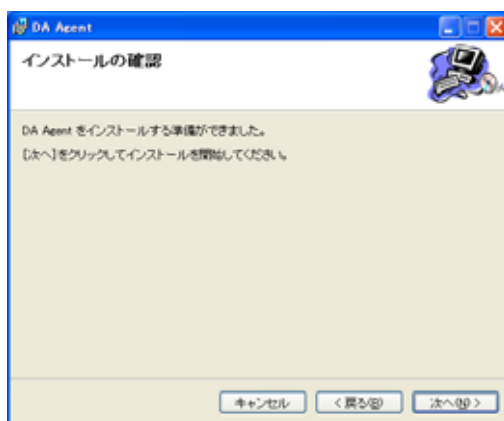 DA Agent
インストールの確認
DA Agent をインストールする準備ができました。
[次へ]をクリックしてインストールを開始してください。
キャンセル
< 戻る(B)
次へ(N) >